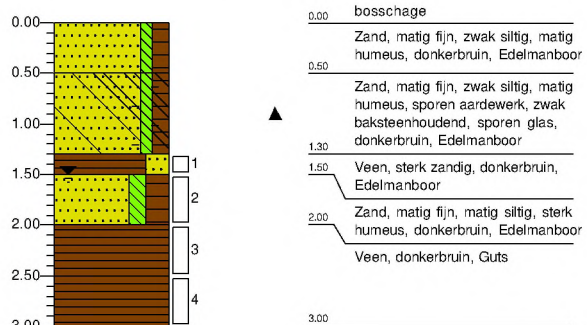 0.00
0.50
1.00
1.50
2.00
2.50
3.00
1
2
3
4
0.00 bosschage
Zand, matig fijn, zwak siltig, matig
humeus, donkerbruin, Edelmanboor
0.50
Zand, matig fijn, zwak siltig, matig
humeus, sporen aardewerk, zwak
baksteenhoudend, sporen glas,
donkerbruin, Edelmanboor
1.30
Veen, sterk zandig, donkerbruin,
1.50
Edelmanboor
Zand, matig fijn, matig siltig, sterk
2.00
humeus, donkerbruin, Edelmanboor
Veen, donkerbruin, Guts
3.00